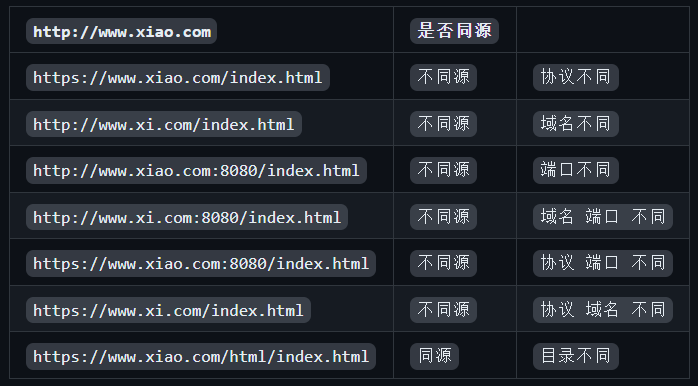 http://www.xiao.com 是否同源
https://www.xiao.com/index.html 不同源 协议不同
http://www.xi.com/index.html 不同源 域名不同
http://www.xiao.com:8080/index.html 不同源 端口不同
http://www.xi.com:8080/index.html 不同源 域名 端口 不同
https://www.xiao.com:8080/index.html 不同源 协议 端口 不同
https://www.xi.com/index.html 不同源 协议 域名 不同
https://www.xiao.com/html/index.html 同源 目录不同